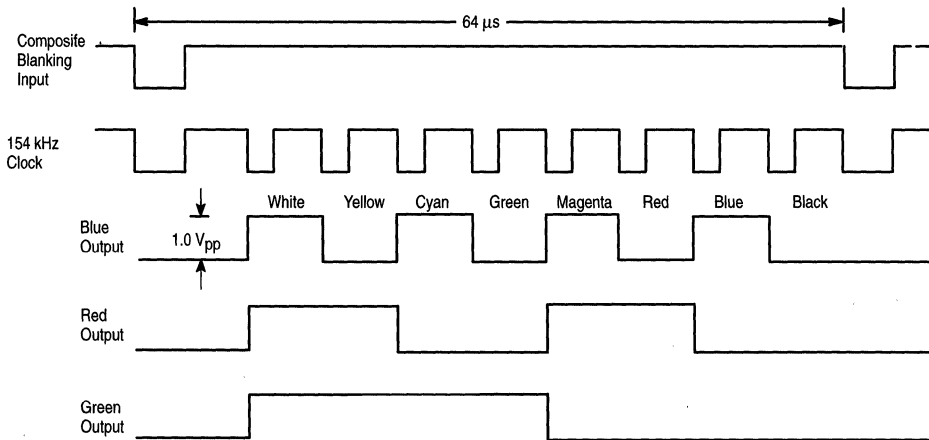 64 μs
Composife
Blanking
Input
154 kHz
Clock
White Yellow Cyan Green Magenta Red Blue Black
Blue
Output
1.0 Vpp
Red
Output
Green
Output